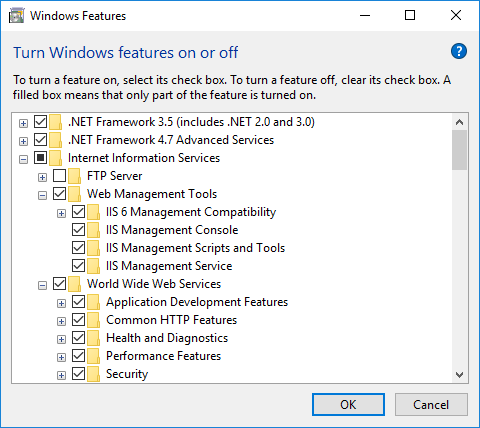 Windows Features
Turn Windows features on or off
?
To turn a feature on, select its check box. To turn a feature off, clear its check box. A
filled box means that only part of the feature is turned on.
.NET Framework 3.5 (includes .NET 2.0 and 3.0)
.NET Framework 4.7 Advanced Services
Internet Information Services
FTP Server
Web Management Tools
IIS 6 Management Compatibility
IIS Management Console
IIS Management Scripts and Tools
IIS Management Service
World Wide Web Services
Application Development Features
Common HTTP Features
Health and Diagnostics
Performance Features
Security
OK Cancel